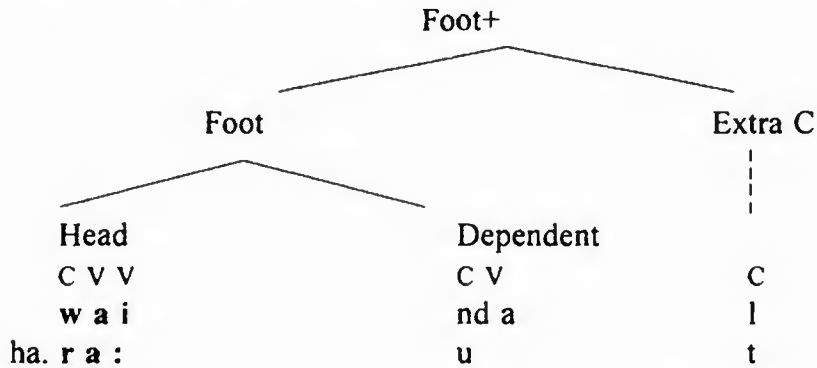 Foot+
Foot Extra C
Head Dependent
C V V C V C
w a i nd a l
ha. r a : u t